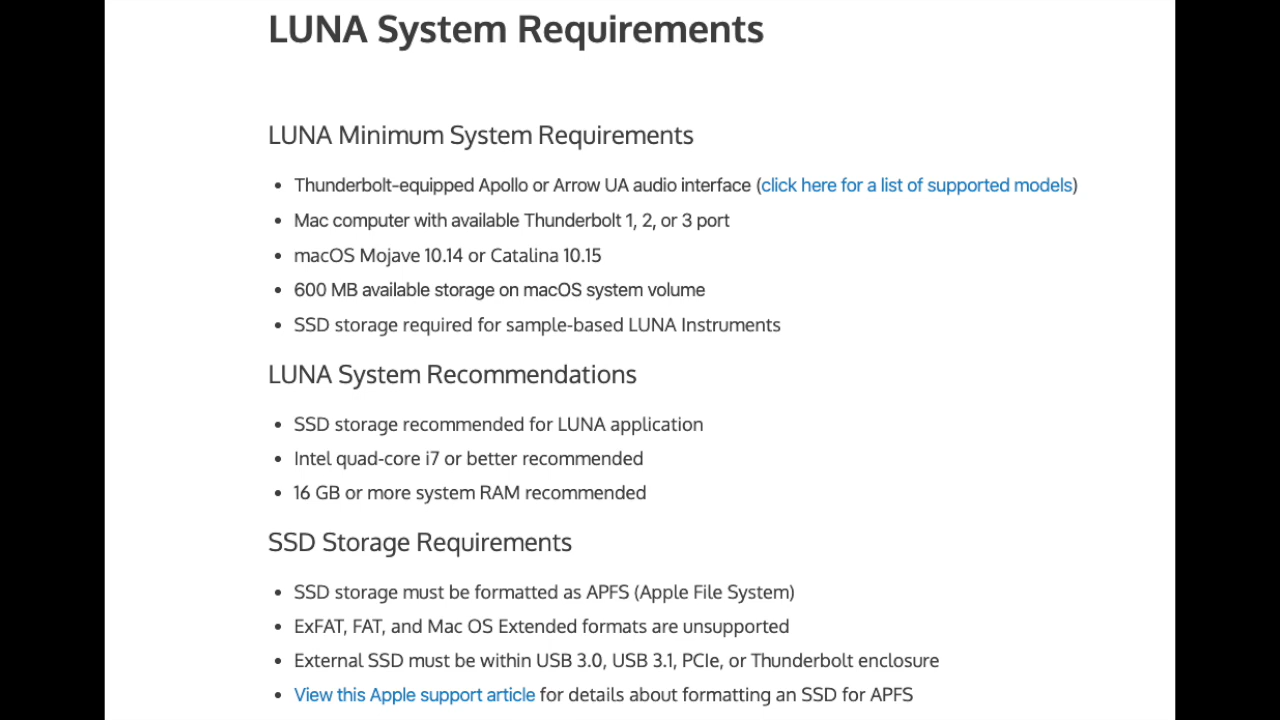 LUNA System Requirements
LUNA Minimum System Requirements
• Thunderbolt-equipped Apollo or Arrow UA audio interface (click here for a list of supported models)
• Mac computer with available Thunderbolt 1, 2, or 3 port
• macOS Mojave 10.14 or Catalina 10.15
• 600 MB available storage on macOS system volume
• SSD storage required for sample-based LUNA Instruments
LUNA System Recommendations
• SSD storage recommended for LUNA application
• Intel quad-core i7 or better recommended
• 16 GB or more system RAM recommended
SSD Storage Requirements
• SSD storage must be formatted as APFS (Apple File System)
• ExFAT, FAT, and Mac OS Extended formats are unsupported
• External SSD must be within USB 3.0, USB 3.1, PCIe, or Thunderbolt enclosure
• View this Apple support article for details about formatting an SSD for APFS